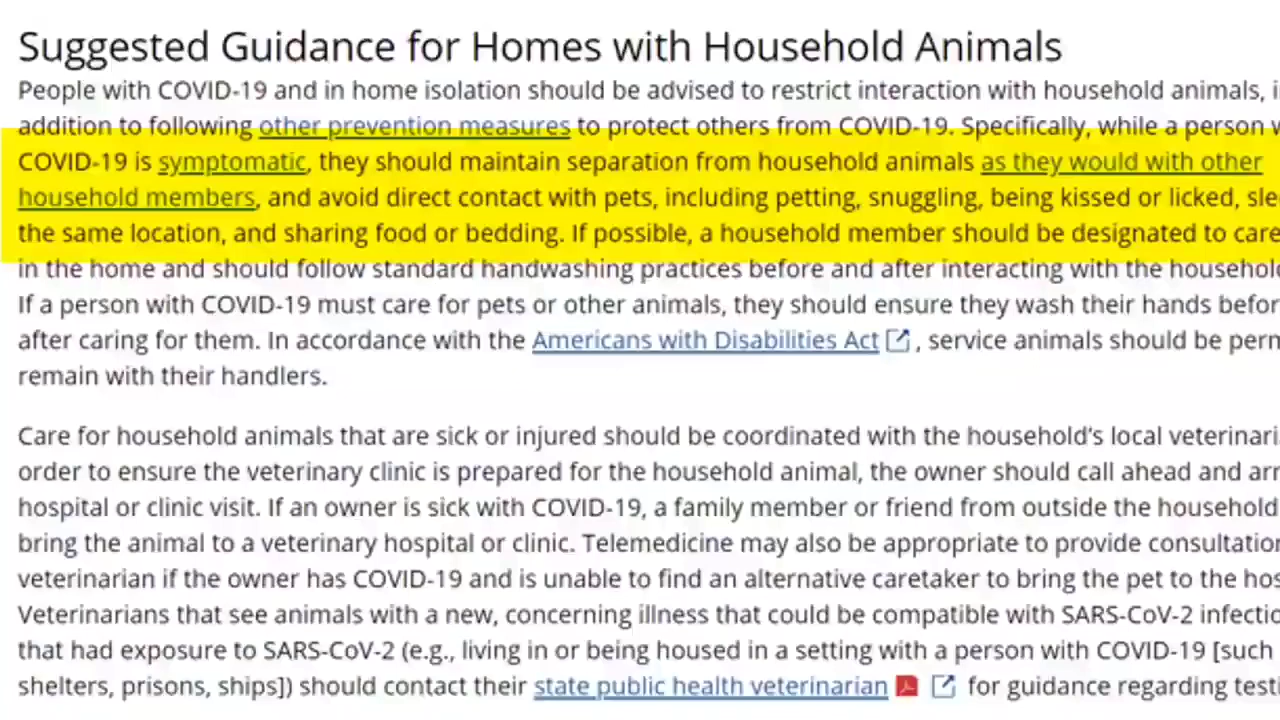 Suggested Guidance for Homes with Household Animals
People with COVID-19 and in home isolation should be advised to restrict interaction with household animals,
addition to following other prevention measures to protect others from COVID-19. Specifically, while a person
COVID-19 is symptomatic, they should maintain separation from household animals as they would with other
household members, and avoid direct contact with pets, including petting, snuggling, being kissed or licked,
the same location, and sharing food or bedding. If possible, a household member should be designated to care
in the home and should follow standard handwashing practices before and after interacting with the
If a person with COVID-19 must care for pets or other animals, they should ensure they wash their hands
after caring for them. In accordance with the Americans with Disabilities Act , service animals should be
remain with their handlers.
Care for household animals that are sick or injured should be coordinated with the household's local
order to ensure the veterinary clinic is prepared for the household animal, the owner should call ahead and
hospital or clinic visit. If an owner is sick with COVID-19, a family member or friend from outside the household
bring the animal to a veterinary hospital or clinic. Telemedicine may also be appropriate to provide
veterinarian if the owner has COVID-19 and is unable to find an alternative caretaker to bring the pet to the
Veterinarians that see animals with a new, concerning illness that could be compatible with SARS-CoV-2
that had exposure to SARS-CoV-2 (e.g., living in or being housed in a setting with a person with COVID-19 [such
shelters, prisons, ships]) should contact their state public health veterinarian for guidance regarding